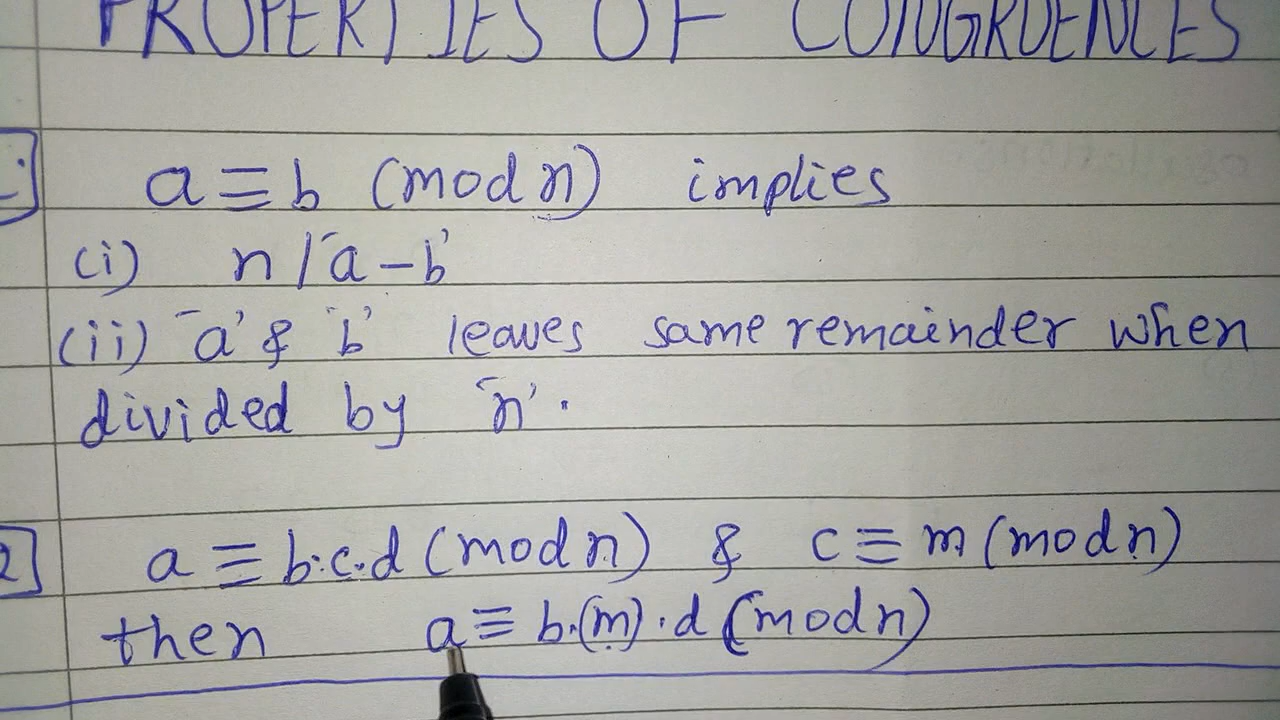 PROPERTIES OF CONGRUENCES
a ≡ b (mod n) implies
(i) n / 'a - b'
(ii) 'a' & 'b' leaves same remainder when
divided by 'n'.
2] a ≡ b.c.d (mod n) & c ≡ m (mod n)
then a ≡ b.(m).d (mod n)